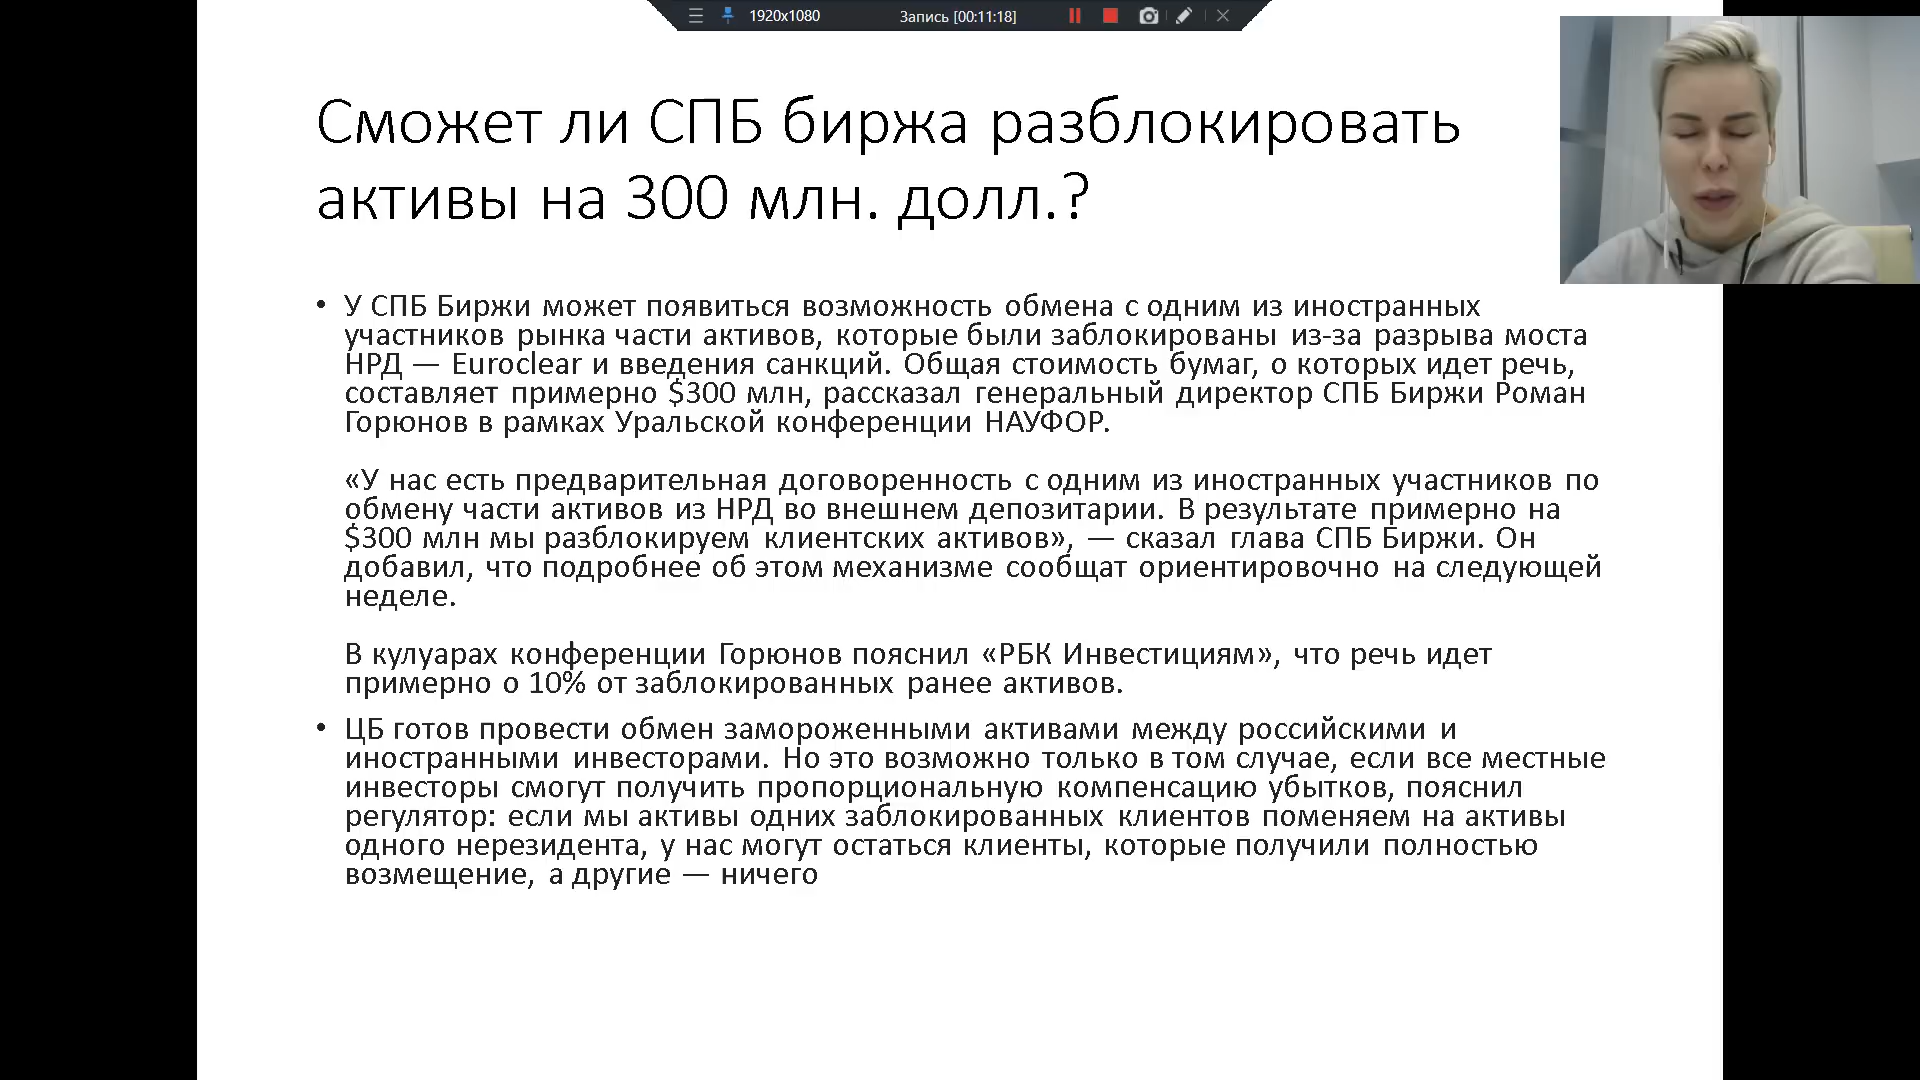 1920x1080
Запись [00:11:18]
Сможет ли СПБ биржа разблокировать
активы на 300 млн. долл.?
• У СПБ Биржи может появиться возможность обмена с одним из иностранных
участников рынка части активов, которые были заблокированы из-за разрыва моста
НРД — Euroclear и введения санкций. Общая стоимость бумаг, о которых идет речь,
составляет примерно $300 млн, рассказал генеральный директор СПБ Биржи Роман
Горюнов в рамках Уральской конференции НАУФОР.
«У нас есть предварительная договоренность с одним из иностранных участников по
обмену части активов из НРД во внешнем депозитарии. В результате примерно на
$300 млн мы разблокируем клиентских активов», — сказал глава СПБ Биржи. Он
добавил, что подробнее об этом механизме сообщат ориентировочно на следующей
неделе.
В кулуарах конференции Горюнов пояснил «РБК Инвестициям», что речь идет
примерно о 10% от заблокированных ранее активов.
• ЦБ готов провести обмен замороженными активами между российскими и
иностранными инвесторами. Но это возможно только в том случае, если все местные
инвесторы смогут получить пропорциональную компенсацию убытков, пояснил
регулятор: если мы активы одних заблокированных клиентов поменяем на активы
одного нерезидента, у нас могут остаться клиенты, которые получили полностью
возмещение, а другие — ничего